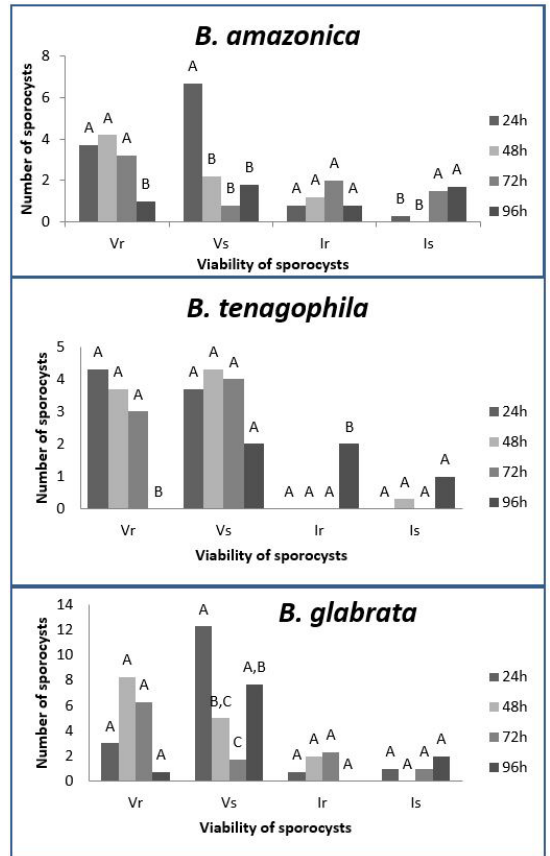 B. amazonica
Number of sporocysts
8
6
4
2
0
A A A B
A B B B
A A A A
B B A A
Vr Vs Ir Is
Viability of sporocysts
24h
48h
72h
96h
B. tenagophila
Number of sporocysts
5
4
3
2
1
0
A A A B
A A A A
A A A B
A A A A
Vr Vs Ir Is
Viability of sporocysts
24h
48h
72h
96h
B. glabrata
Number of sporocysts
14
12
10
8
6
4
2
0
A A A A
A B,C C A,B
A A A A
A A A A
Vr Vs Ir Is
Viability of sporocysts
24h
48h
72h
96h